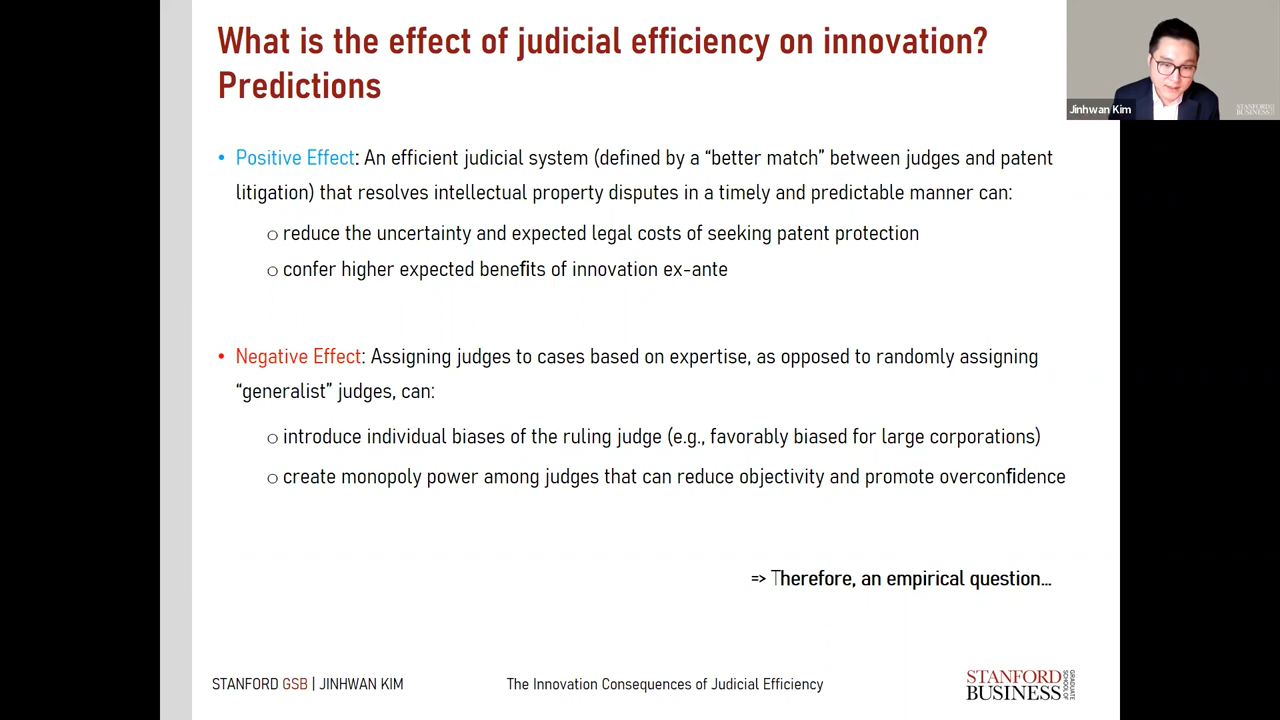 What is the effect of judicial efficiency on innovation?
Predictions
Jinhwan Kim
STANFORD
BUSINESS
• Positive Effect: An efficient judicial system (defined by a “better match” between judges and patent
litigation) that resolves intellectual property disputes in a timely and predictable manner can:
o reduce the uncertainty and expected legal costs of seeking patent protection
o confer higher expected benefits of innovation ex-ante
• Negative Effect: Assigning judges to cases based on expertise, as opposed to randomly assigning
“generalist” judges, can:
o introduce individual biases of the ruling judge (e.g., favorably biased for large corporations)
o create monopoly power among judges that can reduce objectivity and promote overconfidence
=> Therefore, an empirical question…
STANFORD GSB | JINHWAN KIM
The Innovation Consequences of Judicial Efficiency
STANFORD
BUSINESS
GRADUATE
SCHOOL OF